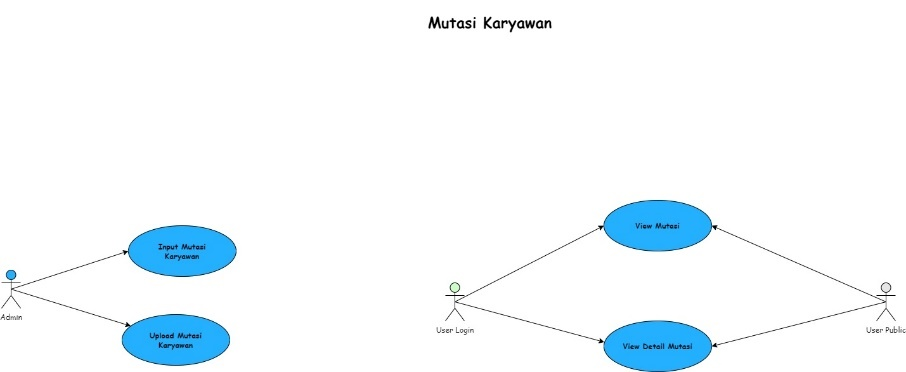 Mutasi Karyawan
Input Mutasi
Karyawan
Admin
Upload Mutasi
Karyawan
View Mutasi
User Login
User Public
View Detail Mutasi